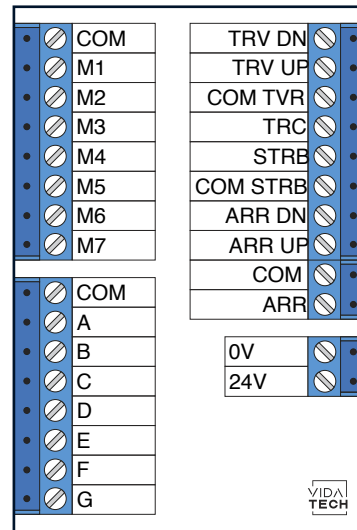 COM
M1
M2
M3
M4
M5
M6
M7
COM
A
B
C
D
E
F
G
TRV DN
TRV UP
COM TVR
TRC
STRB
COM STRB
ARR DN
ARR UP
COM
ARR
0V
24V
VIDA
TECH